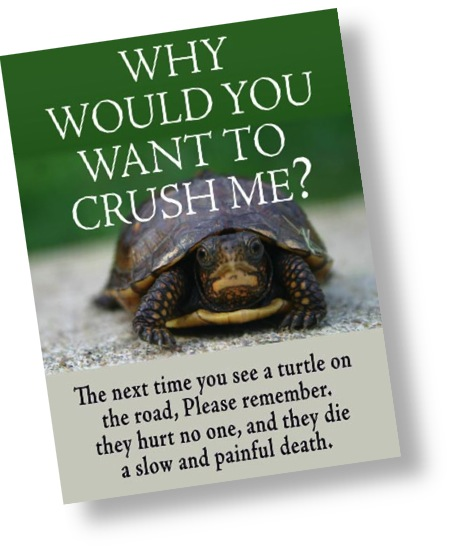 WHY
WOULD YOU
WANT TO
CRUSH ME?
The next time you see a turtle on
the road, Please remember.
they hurt no one, and they die
a slow and painful death.